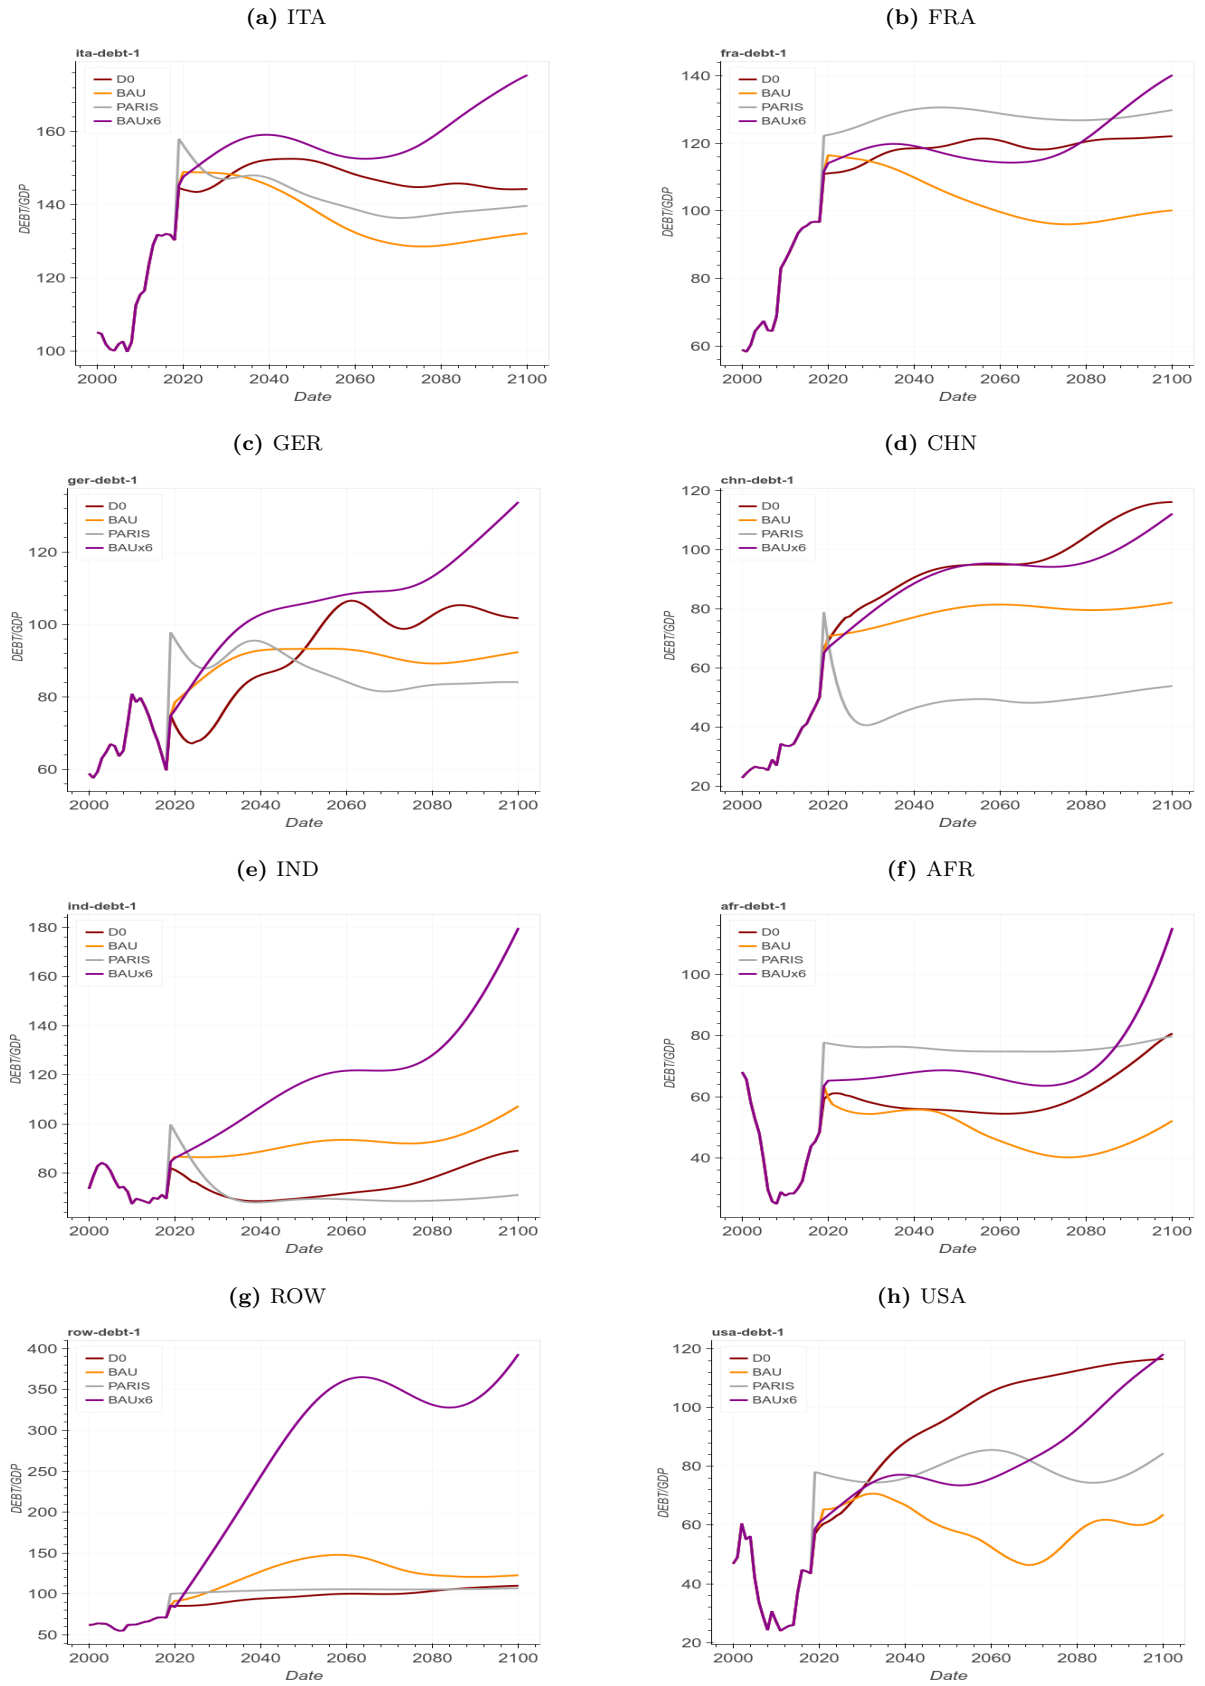 (a) ITA
ita-debt-1
D0
BAU
PARIS
BAUx6
160
140
120
100
DEBT/GDP
2000 2020 2040 2060 2080 2100
Date
(b) FRA
fra-debt-1
D0
BAU
PARIS
BAUx6
140
120
100
80
60
DEBT/GDP
2000 2020 2040 2060 2080 2100
Date
(c) GER
ger-debt-1
D0
BAU
PARIS
BAUx6
120
100
80
60
DEBT/GDP
2000 2020 2040 2060 2080 2100
Date
(d) CHN
chn-debt-1
D0
BAU
PARIS
BAUx6
120
100
80
60
40
20
DEBT/GDP
2000 2020 2040 2060 2080 2100
Date
(e) IND
ind-debt-1
D0
BAU
PARIS
BAUx6
180
160
140
120
100
80
DEBT/GDP
2000 2020 2040 2060 2080 2100
Date
(f) AFR
afr-debt-1
D0
BAU
PARIS
BAUx6
100
80
60
40
DEBT/GDP
2000 2020 2040 2060 2080 2100
Date
(g) ROW
row-debt-1
D0
BAU
PARIS
BAUx6
400
350
300
250
200
150
100
50
DEBT/GDP
2000 2020 2040 2060 2080 2100
Date
(h) USA
usa-debt-1
D0
BAU
PARIS
BAUx6
120
100
80
60
40
20
DEBT/GDP
2000 2020 2040 2060 2080 2100
Date